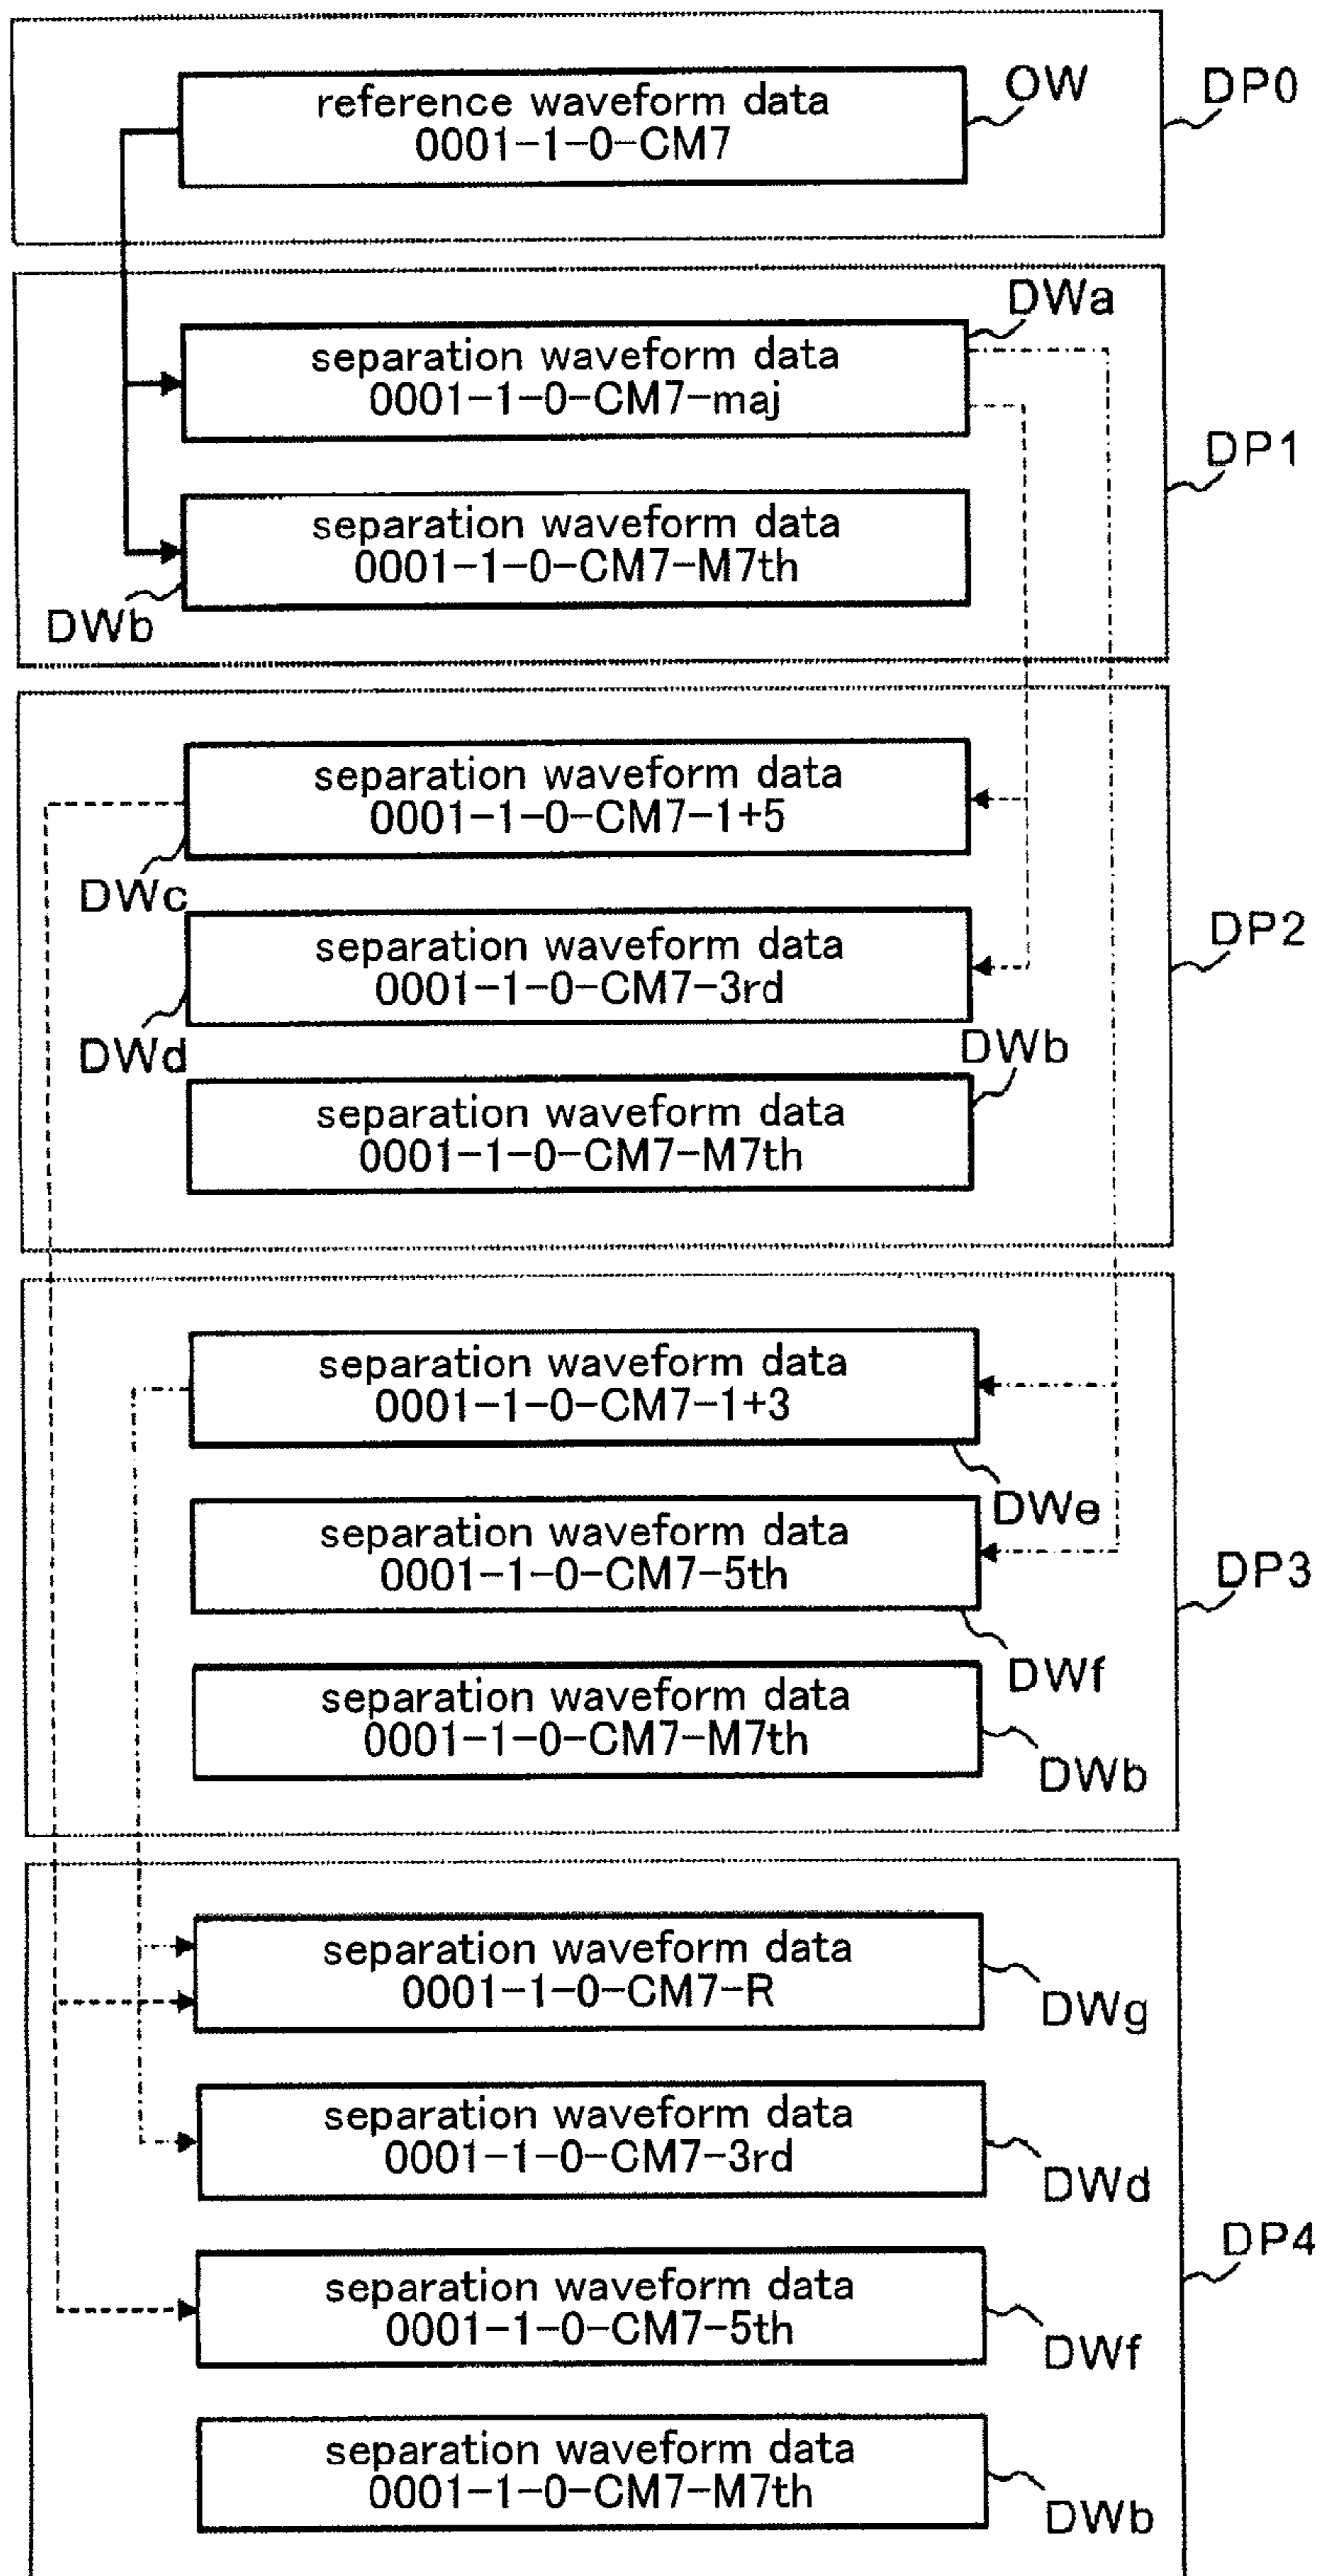 reference waveform data
0001-1-0-CM7
OW
DP0
DWa
separation waveform data
0001-1-0-CM7-maj
DP1
separation waveform data
0001-1-0-CM7-M7th
DWb
separation waveform data
0001-1-0-CM7-1+5
DWc
DP2
separation waveform data
0001-1-0-CM7-3rd
DWd
DWb
separation waveform data
0001-1-0-CM7-M7th
separation waveform data
0001-1-0-CM7-1+3
DWe
separation waveform data
0001-1-0-CM7-5th
DP3
DWf
separation waveform data
0001-1-0-CM7-M7th
DWb
separation waveform data
0001-1-0-CM7-R
DWg
separation waveform data
0001-1-0-CM7-3rd
DWd
DP4
separation waveform data
0001-1-0-CM7-5th
DWf
separation waveform data
0001-1-0-CM7-M7th
DWb